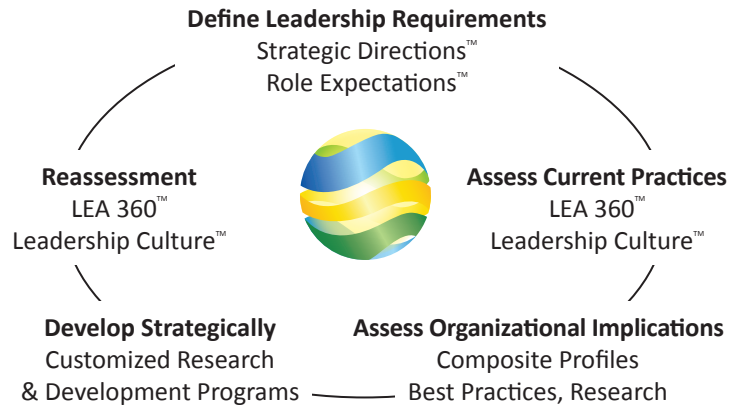 Define Leadership Requirements
Strategic Directions™
Role Expectations™
Assess Current Practices
LEA 360™
Leadership Culture™
Assess Organizational Implications
Composite Profiles
Best Practices, Research
Develop Strategically
Customized Research
& Development Programs
Reassessment
LEA 360™
Leadership Culture™